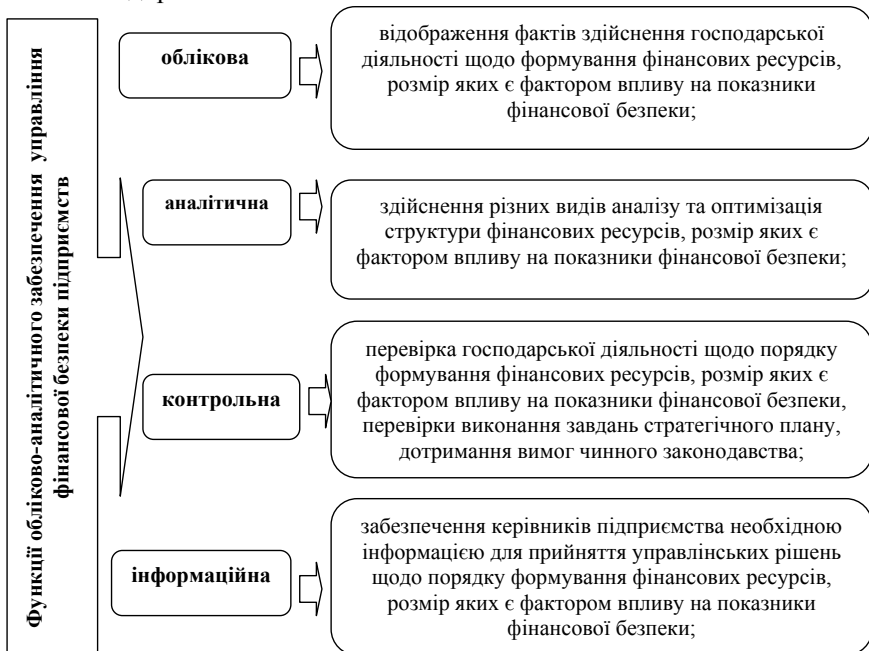 Функції обліково-аналітичного забезпечення управління
фінансової безпеки підприємств
облікова
відображення фактів здійснення господарської
діяльності щодо формування фінансових ресурсів,
розмір яких є фактором впливу на показники
фінансової безпеки;
аналітична
здійснення різних видів аналізу та оптимізація
структури фінансових ресурсів, розмір яких є
фактором впливу на показники фінансової безпеки;
контрольна
перевірка господарської діяльності щодо порядку
формування фінансових ресурсів, розмір яких є
фактором впливу на показники фінансової безпеки,
перевірки виконання завдань стратегічного плану,
дотримання вимог чинного законодавства;
інформаційна
забезпечення керівників підприємства необхідною
інформацією для прийняття управлінських рішень
щодо порядку формування фінансових ресурсів,
розмір яких є фактором впливу на показники
фінансової безпеки;